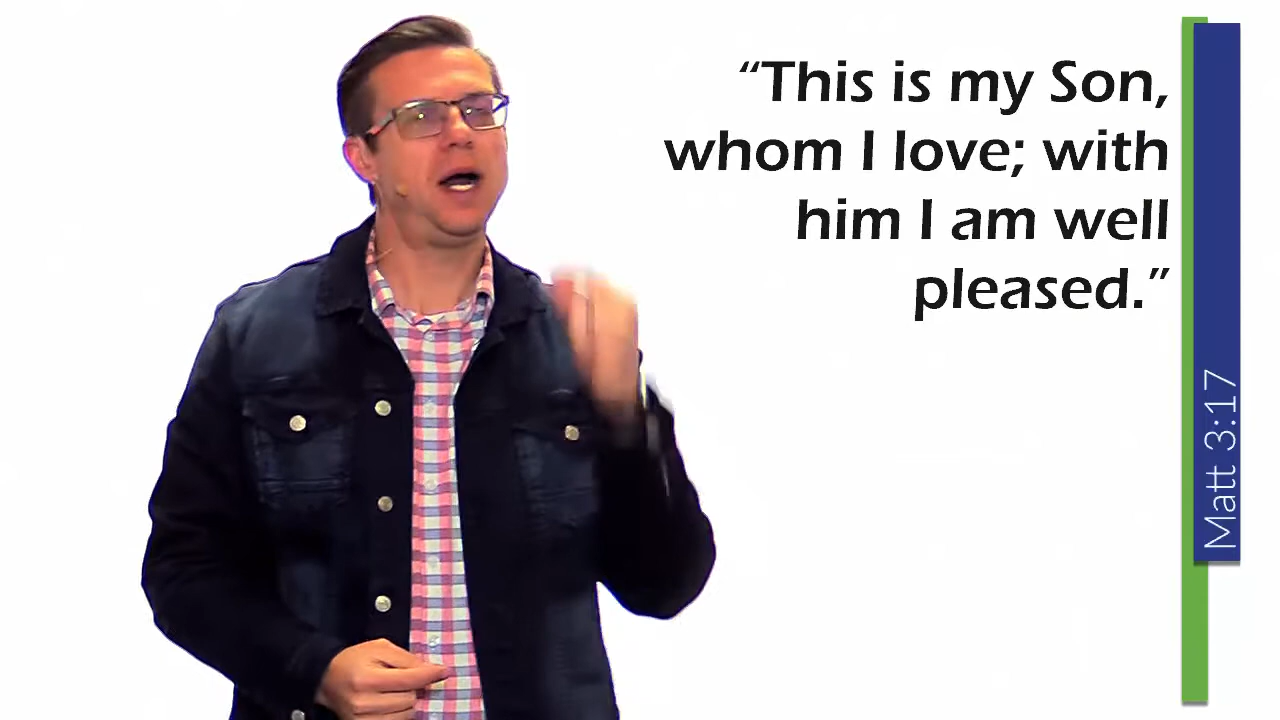 “This is my Son,
whom I love; with
him I am well
pleased.”
Matt 3:17